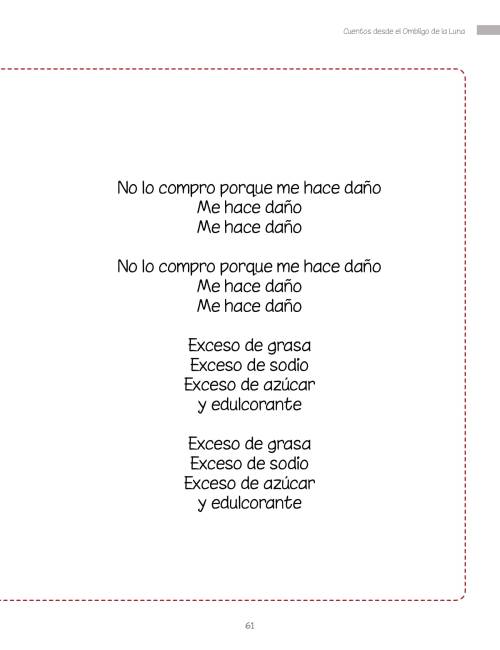 Cuentos desde el Ombligo de la Luna
No lo compro porque me hace daño
Me hace daño
Me hace daño
No lo compro porque me hace daño
Me hace daño
Me hace daño
Exceso de grasa
Exceso de sodio
Exceso de azúcar
y edulcorante
Exceso de grasa
Exceso de sodio
Exceso de azúcar
y edulcorante
61